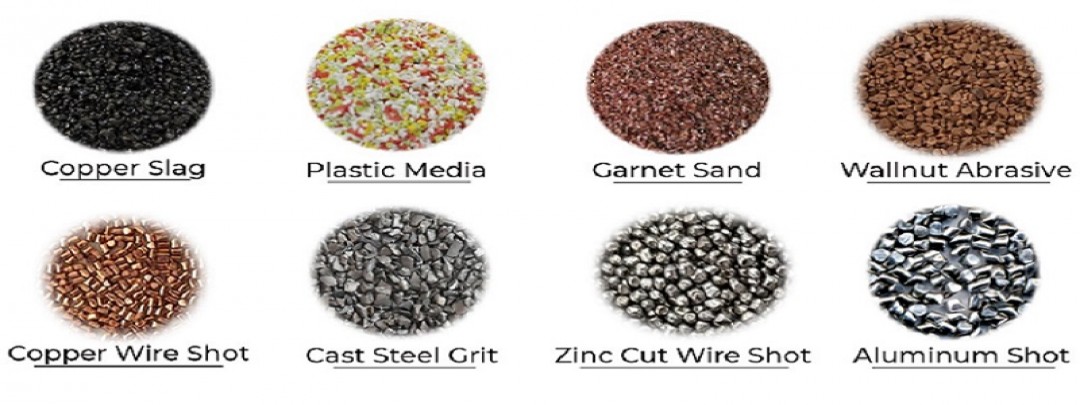 Copper Slag
Plastic Media
Garnet Sand
Wallnut Abrasive
Copper Wire Shot
Cast Steel Grit
Zinc Cut Wire Shot
Aluminum Shot